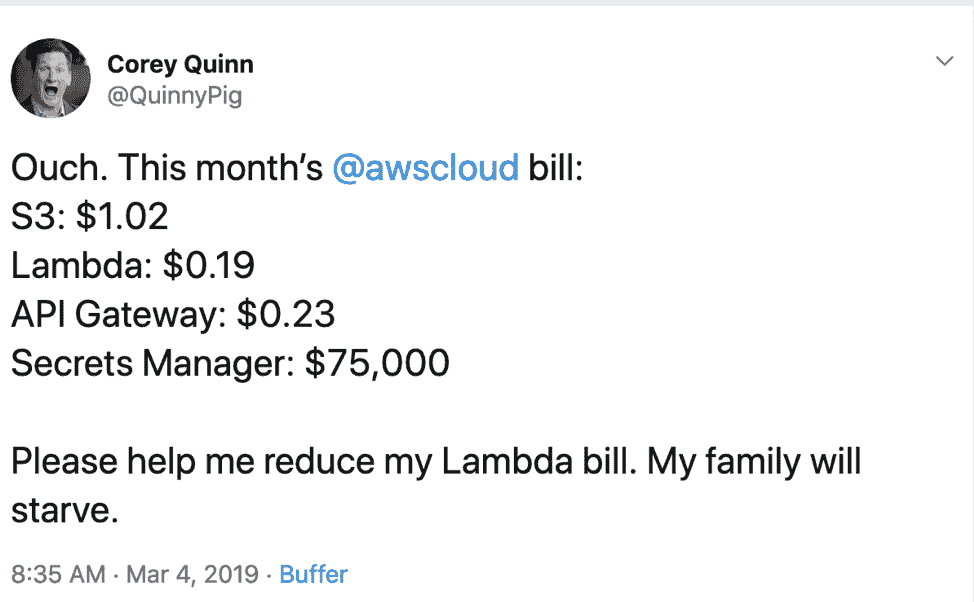 Corey Quinn
@QuinnyPig
Ouch. This month's @awscloud bill:
S3: $1.02
Lambda: $0.19
API Gateway: $0.23
Secrets Manager: $75,000
Please help me reduce my Lambda bill. My family will
starve.
8:35 AM · Mar 4, 2019 · Buffer